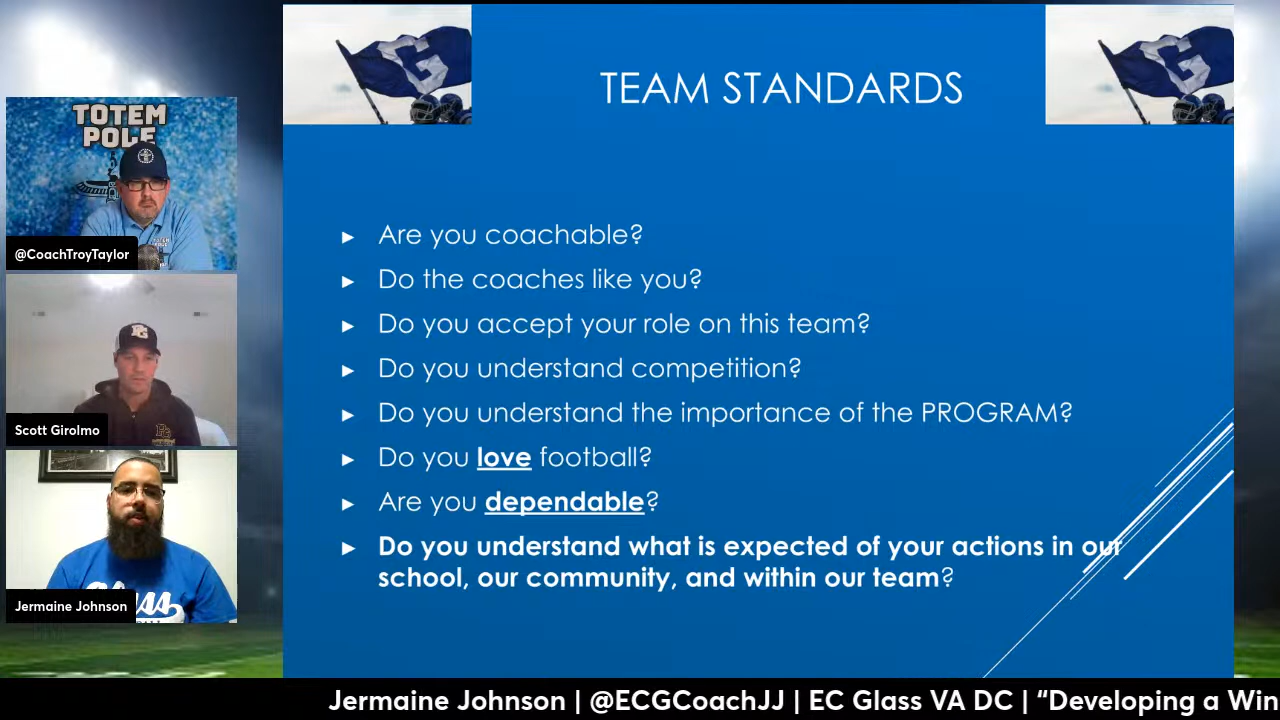 TEAM STANDARDS
TOTEM
POLE
@CoachTroyTaylor
Scott Girolmo
Jermaine Johnson
Are you coachable?
Do the coaches like you?
Do you accept your role on this team?
Do you understand competition?
Do you understand the importance of the PROGRAM?
Do you love football?
Are you dependable?
Do you understand what is expected of your actions in our
school, our community, and within our team?
Jermaine Johnson | @ECGCoachJJ | EC Glass VA DC | “Developing a Win